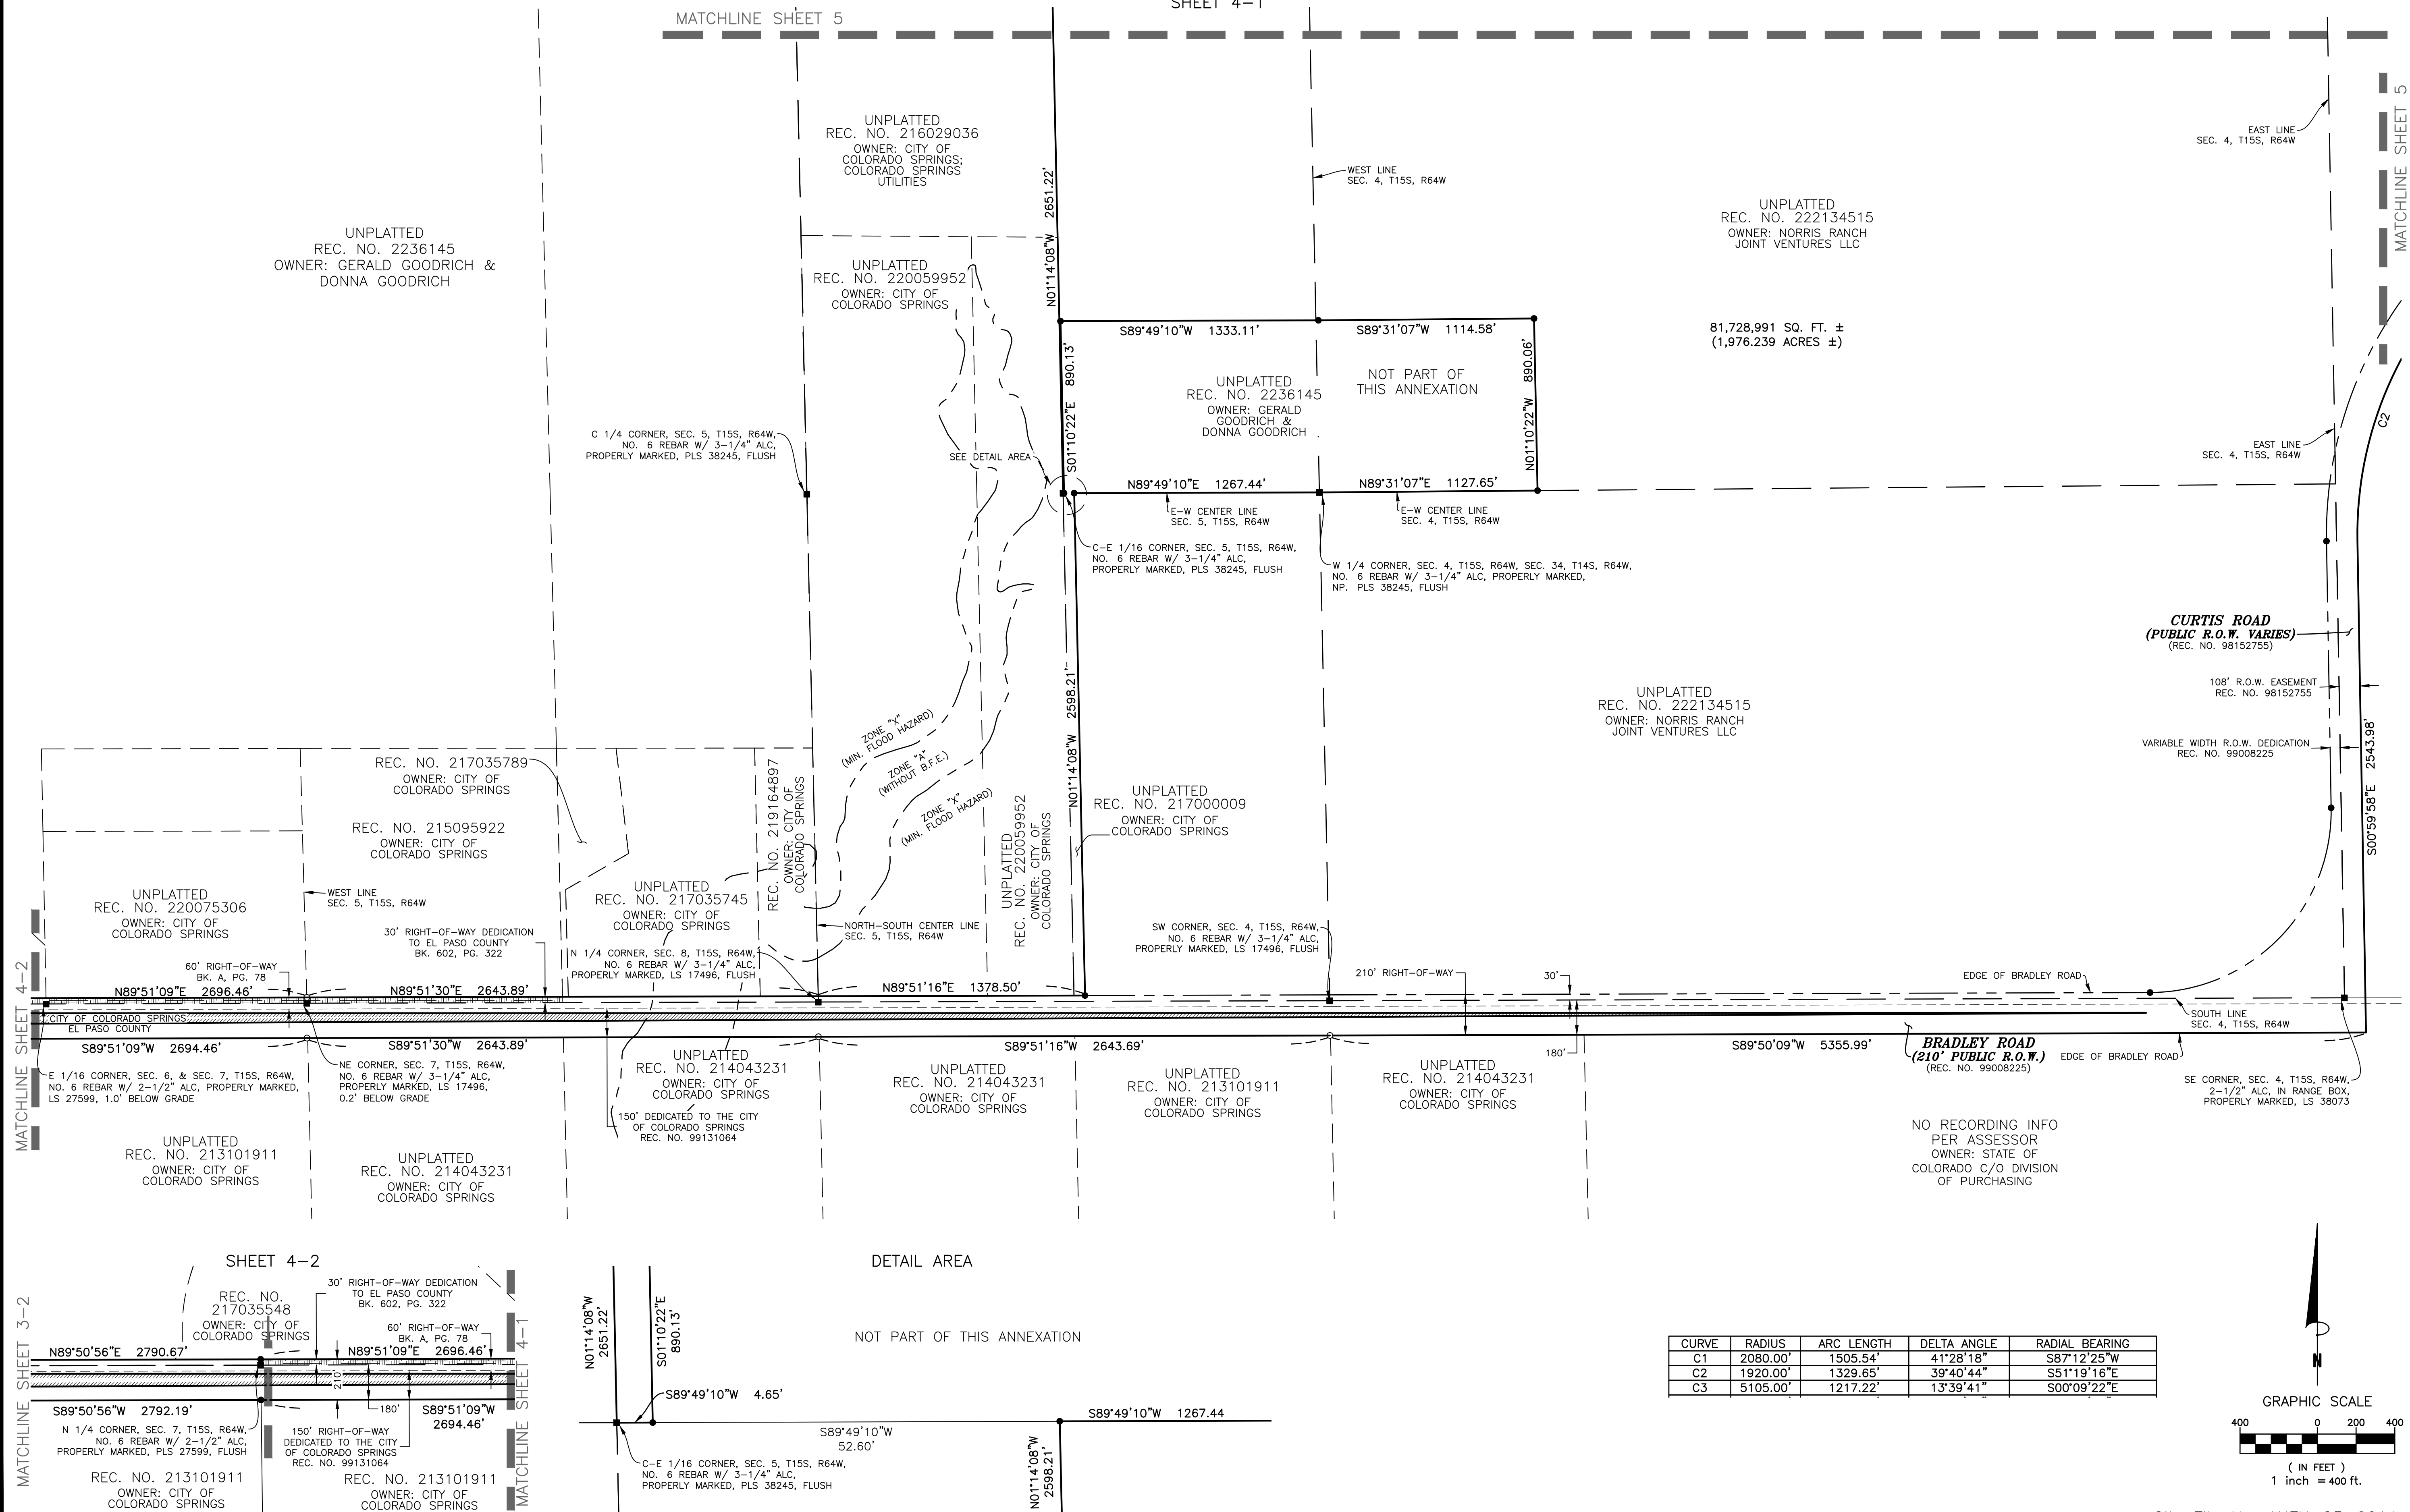 SHEET 4-1
MATCHLINE SHEET 5
MATCHLINE SHEET 5
UNPLATTED
REC. NO. 216029036
OWNER: CITY OF
COLORADO SPRINGS;
COLORADO SPRINGS
UTILITIES
EAST LINE
SEC. 4, T15S, R64W
WEST LINE
SEC. 4, T15S, R64W
N01°14'08"W 2651.22'
UNPLATTED
REC. NO. 2236145
OWNER: GERALD GOODRICH &
DONNA GOODRICH
UNPLATTED
REC. NO. 222134515
OWNER: NORRIS RANCH
JOINT VENTURES LLC
UNPLATTED
REC. NO. 220059952
OWNER: CITY OF
COLORADO SPRINGS
S89°49'10"W 1333.11'
S89°31'07"W 1114.58'
81,728,991 SQ. FT. ±
(1,976.239 ACRES ±)
S01°10'22"E 890.13'
UNPLATTED
REC. NO. 2236145
OWNER: GERALD
GOODRICH &
DONNA GOODRICH
NOT PART OF
THIS ANNEXATION
N01°10'22"W 890.06'
C2
C 1/4 CORNER, SEC. 5, T15S, R64W,
NO. 6 REBAR W/ 3-1/4" ALC,
PROPERLY MARKED, PLS 38245, FLUSH
SEE DETAIL AREA
EAST LINE
SEC. 4, T15S, R64W
N89°49'10"E 1267.44'
N89°31'07"E 1127.65'
E-W CENTER LINE
SEC. 5, T15S, R64W
E-W CENTER LINE
SEC. 4, T15S, R64W
C-E 1/16 CORNER, SEC. 5, T15S, R64W,
NO. 6 REBAR W/ 3-1/4" ALC,
PROPERLY MARKED, PLS 38245, FLUSH
W 1/4 CORNER, SEC. 4, T15S, R64W, SEC. 34, T14S, R64W,
NO. 6 REBAR W/ 3-1/4" ALC, PROPERLY MARKED,
NP. PLS 38245, FLUSH
CURTIS ROAD
(PUBLIC R.O.W. VARIES)
(REC. NO. 98152755)
108' R.O.W. EASEMENT
REC. NO. 98152755
VARIABLE WIDTH R.O.W. DEDICATION
REC. NO. 99008225
S00°59'58"E 2543.98'
N01°14'08"W 2598.21'
UNPLATTED
REC. NO. 222134515
OWNER: NORRIS RANCH
JOINT VENTURES LLC
ZONE "X"
(MIN. FLOOD HAZARD)
ZONE "A"
(WITHOUT B.F.E.)
ZONE "X"
(MIN. FLOOD HAZARD)
REC. NO. 217035789
OWNER: CITY OF
COLORADO SPRINGS
REC. NO. 215095922
OWNER: CITY OF
COLORADO SPRINGS
REC. NO. 219164897
OWNER: CITY OF
COLORADO SPRINGS
UNPLATTED
REC. NO. 220059952
OWNER: CITY OF
COLORADO SPRINGS
UNPLATTED
REC. NO. 217000009
OWNER: CITY OF
COLORADO SPRINGS
UNPLATTED
REC. NO. 220075306
OWNER: CITY OF
COLORADO SPRINGS
WEST LINE
SEC. 5, T15S, R64W
UNPLATTED
REC. NO. 217035745
OWNER: CITY OF
COLORADO SPRINGS
NORTH-SOUTH CENTER LINE
SEC. 5, T15S, R64W
30' RIGHT-OF-WAY DEDICATION
TO EL PASO COUNTY
BK. 602, PG. 322
N 1/4 CORNER, SEC. 8, T15S, R64W,
NO. 6 REBAR W/ 3-1/4" ALC,
PROPERLY MARKED, LS 17496, FLUSH
SW CORNER, SEC. 4, T15S, R64W,
NO. 6 REBAR W/ 3-1/4" ALC,
PROPERLY MARKED, LS 17496, FLUSH
60' RIGHT-OF-WAY
BK. A, PG. 78
210' RIGHT-OF-WAY
30'
EDGE OF BRADLEY ROAD
MATCHLINE SHEET 4-2
N89°51'09"E 2696.46'
N89°51'30"E 2643.89'
N89°51'16"E 1378.50'
CITY OF COLORADO SPRINGS
EL PASO COUNTY
SOUTH LINE
SEC. 4, T15S, R64W
S89°51'09"W 2694.46'
S89°51'30"W 2643.89'
S89°51'16"W 2643.69'
180'
S89°50'09"W 5355.99'
BRADLEY ROAD
(210' PUBLIC R.O.W.)
(REC. NO. 99008225)
EDGE OF BRADLEY ROAD
E 1/16 CORNER, SEC. 6, & SEC. 7, T15S, R64W,
NO. 6 REBAR W/ 2-1/2" ALC, PROPERLY MARKED,
LS 27599, 1.0' BELOW GRADE
NE CORNER, SEC. 7, T15S, R64W,
NO. 6 REBAR W/ 3-1/4" ALC,
PROPERLY MARKED, LS 17496,
0.2' BELOW GRADE
UNPLATTED
REC. NO. 214043231
OWNER: CITY OF
COLORADO SPRINGS
UNPLATTED
REC. NO. 214043231
OWNER: CITY OF
COLORADO SPRINGS
UNPLATTED
REC. NO. 213101911
OWNER: CITY OF
COLORADO SPRINGS
UNPLATTED
REC. NO. 214043231
OWNER: CITY OF
COLORADO SPRINGS
SE CORNER, SEC. 4, T15S, R64W,
2-1/2" ALC, IN RANGE BOX,
PROPERLY MARKED, LS 38073
150' DEDICATED TO THE CITY
OF COLORADO SPRINGS
REC. NO. 99131064
UNPLATTED
REC. NO. 213101911
OWNER: CITY OF
COLORADO SPRINGS
UNPLATTED
REC. NO. 214043231
OWNER: CITY OF
COLORADO SPRINGS
NO RECORDING INFO
PER ASSESSOR
OWNER: STATE OF
COLORADO C/O DIVISION
OF PURCHASING
SHEET 4-2
MATCHLINE SHEET 3-2
REC. NO.
217035548
OWNER: CITY OF
COLORADO SPRINGS
30' RIGHT-OF-WAY DEDICATION
TO EL PASO COUNTY
BK. 602, PG. 322
60' RIGHT-OF-WAY
BK. A, PG. 78
N89°50'56"E 2790.67'
N89°51'09"E 2696.46'
210'
180'
S89°50'56"W 2792.19'
S89°51'09"W
2694.46'
N 1/4 CORNER, SEC. 7, T15S, R64W,
NO. 6 REBAR W/ 2-1/2" ALC,
PROPERLY MARKED, PLS 27599, FLUSH
150' RIGHT-OF-WAY
DEDICATED TO THE CITY
OF COLORADO SPRINGS
REC. NO. 99131064
REC. NO. 213101911
OWNER: CITY OF
COLORADO SPRINGS
REC. NO. 213101911
OWNER: CITY OF
COLORADO SPRINGS
MATCHLINE SHEET 4-1
DETAIL AREA
N01°14'08"W
2651.22'
S01°10'22"E
890.13'
NOT PART OF THIS ANNEXATION
S89°49'10"W 4.65'
S89°49'10"W
52.60'
S89°49'10"W 1267.44
C-E 1/16 CORNER, SEC. 5, T15S, R64W,
NO. 6 REBAR W/ 3-1/4" ALC,
PROPERLY MARKED, PLS 38245, FLUSH
N01°14'08"W
2598.21'
CURVE RADIUS ARC LENGTH DELTA ANGLE RADIAL BEARING
C1 2080.00' 1505.54' 41°28'18" S87°12'25"W
C2 1920.00' 1329.65' 39°40'44" S51°19'16"E
C3 5105.00' 1217.22' 13°39'41" S00°09'22"E
N
GRAPHIC SCALE
400 0 200 400
( IN FEET )
1 inch = 400 ft.